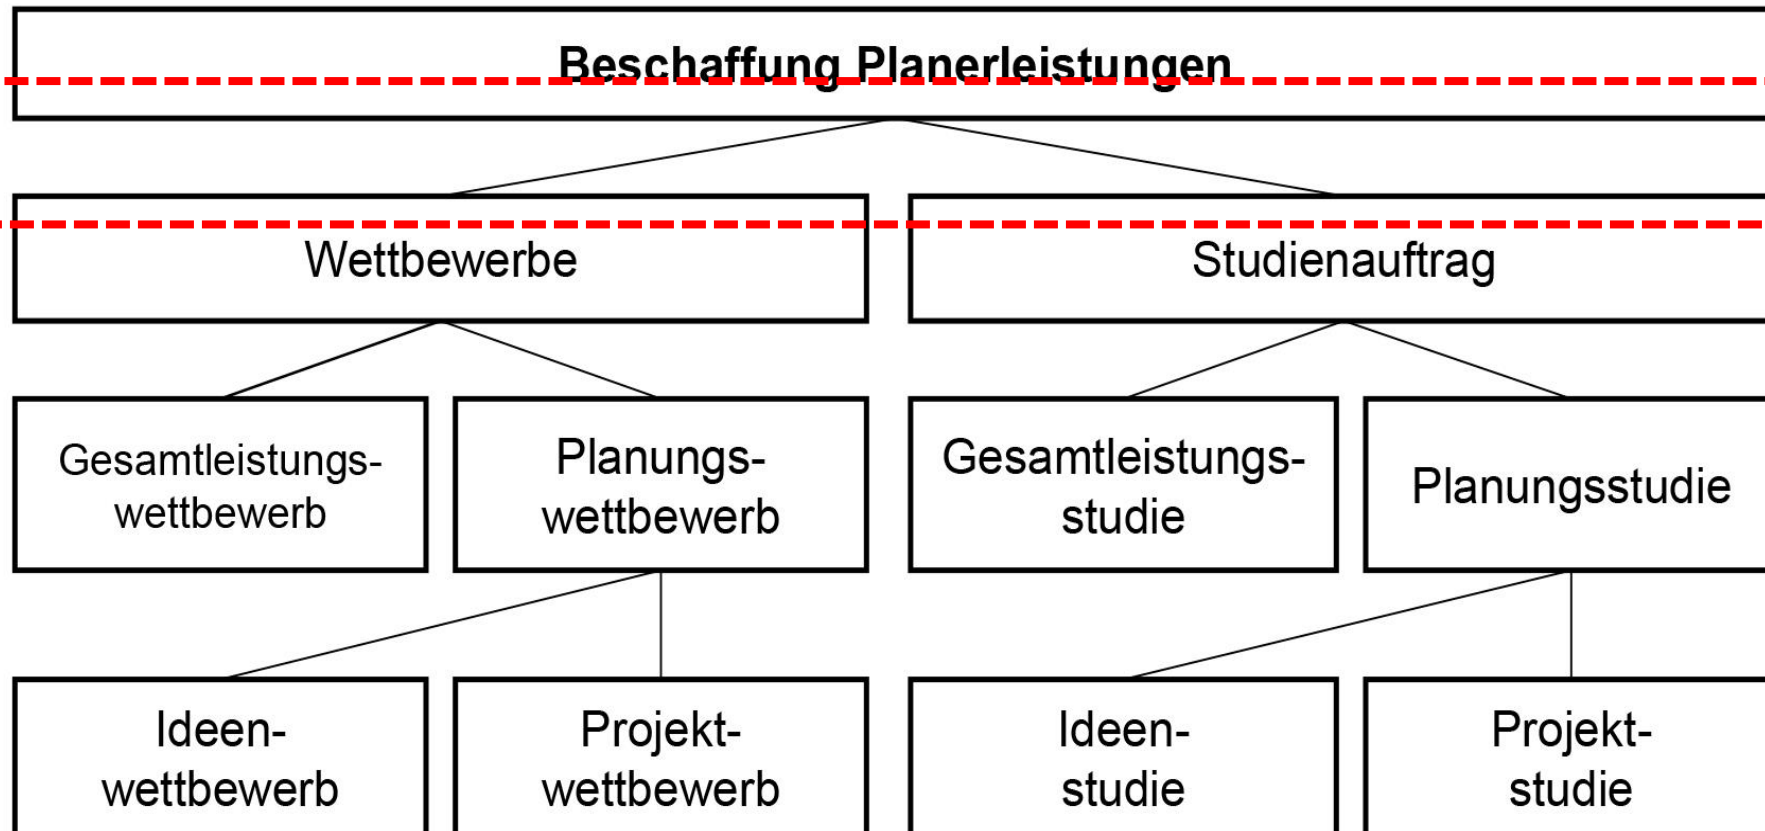 Beschaffung Planerleistungen
Wettbewerbe
Studienauftrag
Gesamtleistungs-
wettbewerb
Planungs-
wettbewerb
Gesamtleistungs-
studie
Planungsstudie
Ideen-
wettbewerb
Projekt-
wettbewerb
Ideen-
studie
Projekt-
studie